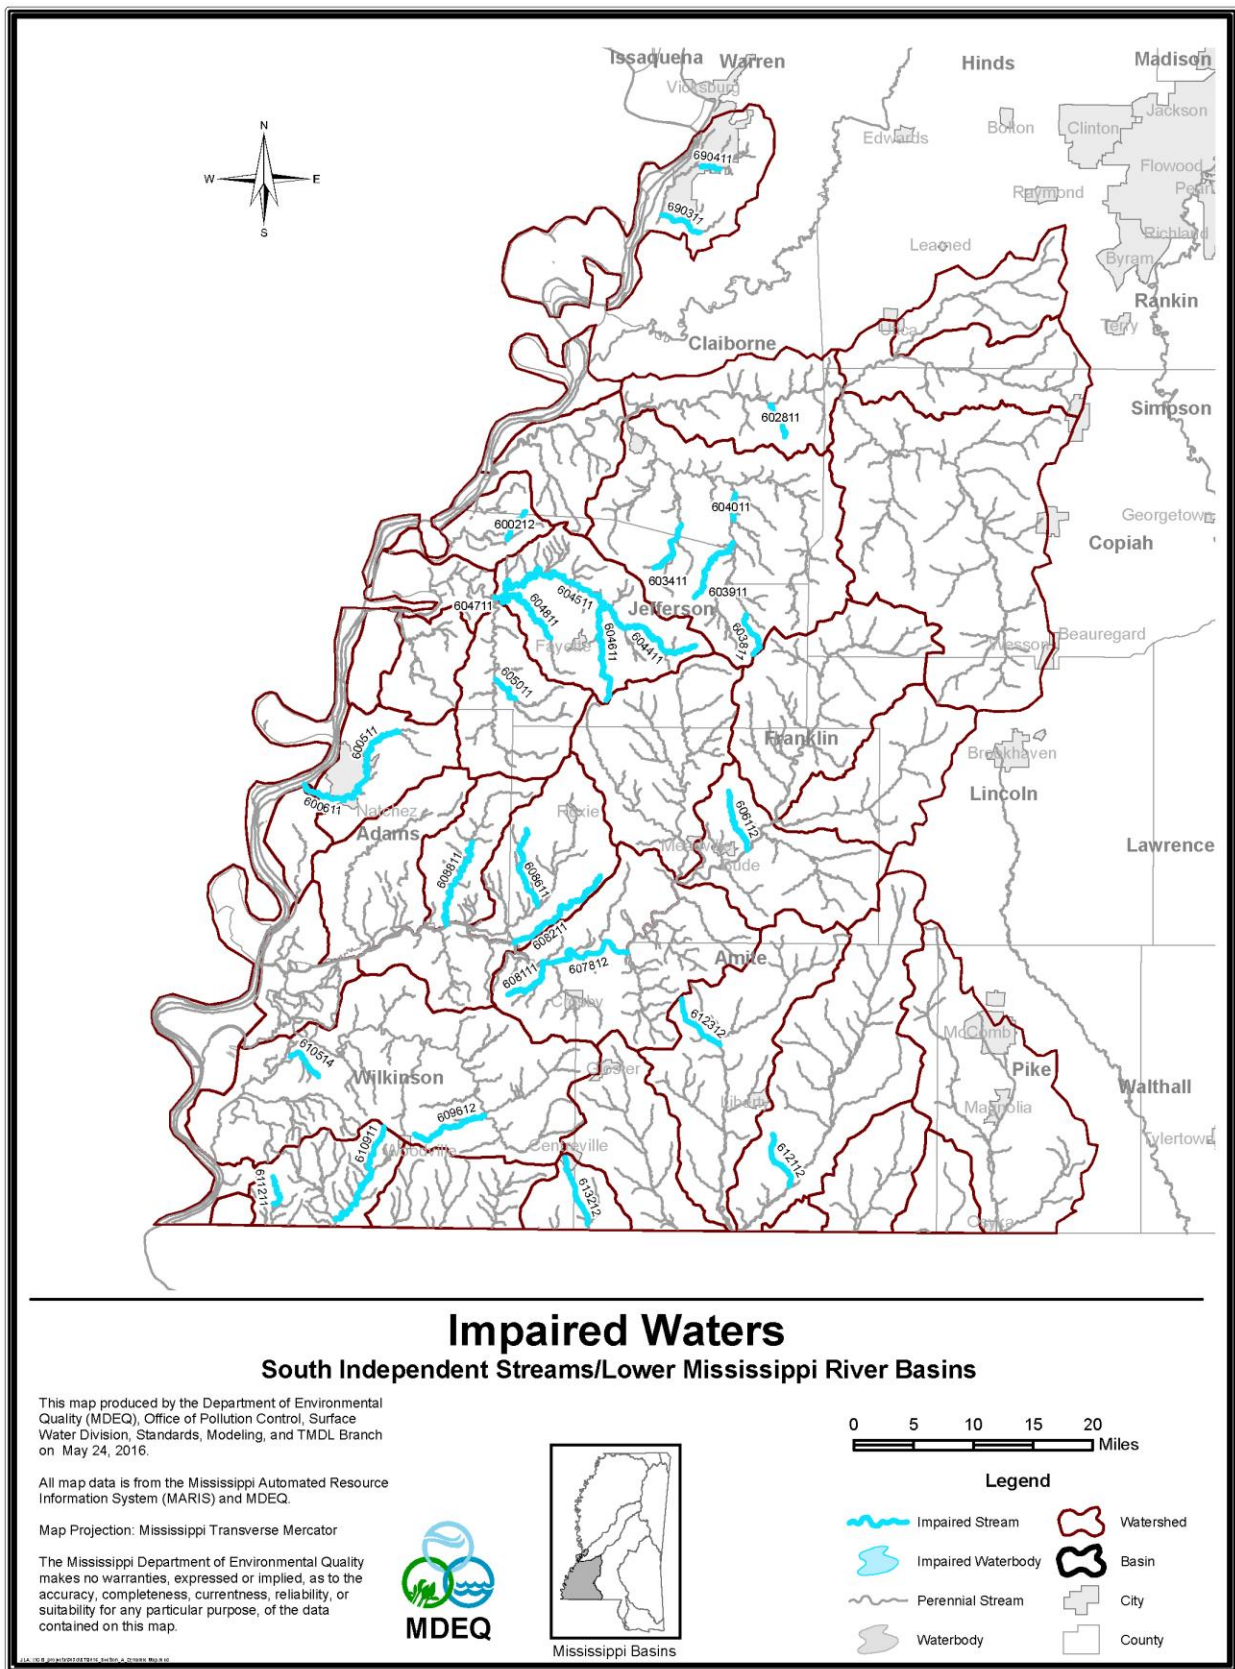 Issaquena Warren
Hinds
Madison
Vicksburg
Jackson
Edwards
Bolton
Clinton
690411
Flowood
Raymond
Pearl
690311
Learned
Richland
Byram
Rankin
Utica
Terry
Claiborne
Simpson
602811
604011
600212
Georgetown
Copiah
603411
603911
604711
604511
604811
Jefferson
Fayette
604611
604411
603811
Beauregard
Wesson
605011
600511
Franklin
Brookhaven
600611
Natchez
Adams
Roxie
606112
Lincoln
Meadville
Bude
Lawrence
608811
608611
608211
607812
Amite
608111
Crosby
612312
McComb
610514
Wilkinson
Gloster
Pike
Walthall
609612
Liberty
Magnolia
610911
Woodville
Centreville
Tylertown
611211
613212
612112
Osyka
Impaired Waters
South Independent Streams/Lower Mississippi River Basins
This map produced by the Department of Environmental
Quality (MDEQ), Office of Pollution Control, Surface
Water Division, Standards, Modeling, and TMDL Branch
on May 24, 2016.
All map data is from the Mississippi Automated Resource
Information System (MARIS) and MDEQ.
Map Projection: Mississippi Transverse Mercator
The Mississippi Department of Environmental Quality
makes no warranties, expressed or implied, as to the
accuracy, completeness, currentness, reliability, or
suitability for any particular purpose, of the data
contained on this map.
MDEQ
Mississippi Basins
0 5 10 15 20
Miles
Legend
Impaired Stream
Watershed
Impaired Waterbody
Basin
Perennial Stream
City
Waterbody
County
N
W E
S